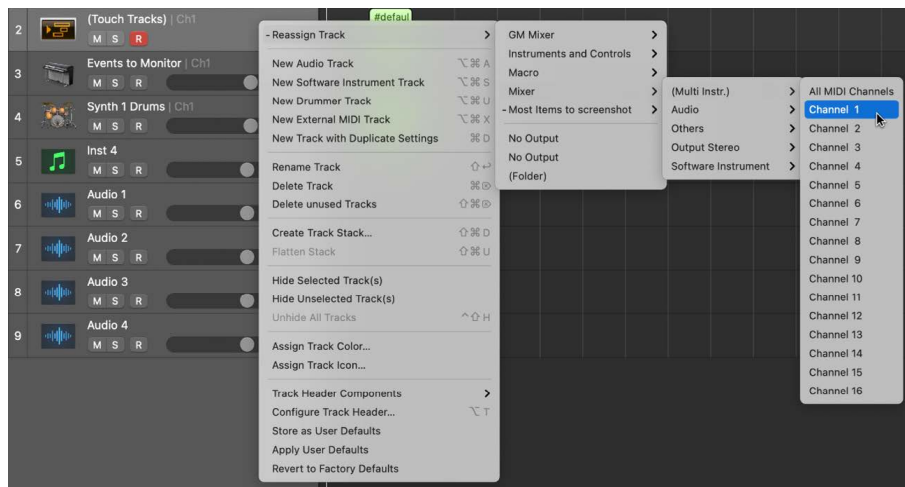 2
(Touch Tracks) | Ch1
M S R
3
Events to Monitor | Ch1
M S R
4
Synth 1 Drums | Ch1
M S R
5
Inst 4
M S R
6
Audio 1
M S R
7
Audio 2
M S R
8
Audio 3
M S R
9
Audio 4
M S R
#defaul
- Reassign Track
New Audio Track ⌥⌘A
New Software Instrument Track ⌥⌘S
New Drummer Track ⌥⌘U
New External MIDI Track ⌥⌘X
New Track with Duplicate Settings ⌘D
Rename Track ⇧↩
Delete Track ⌘⌫
Delete unused Tracks ⇧⌘⌫
Create Track Stack... ⇧⌘D
Flatten Stack ⇧⌘U
Hide Selected Track(s)
Hide Unselected Track(s)
Unhide All Tracks ^⇧H
Assign Track Color...
Assign Track Icon...
Track Header Components
Configure Track Header... ⌥T
Store as User Defaults
Apply User Defaults
Revert to Factory Defaults
GM Mixer
Instruments and Controls
Macro
Mixer
- Most Items to screenshot
No Output
No Output
(Folder)
(Multi Instr.)
Audio
Others
Output Stereo
Software Instrument
All MIDI Channels
Channel 1
Channel 2
Channel 3
Channel 4
Channel 5
Channel 6
Channel 7
Channel 8
Channel 9
Channel 10
Channel 11
Channel 12
Channel 13
Channel 14
Channel 15
Channel 16